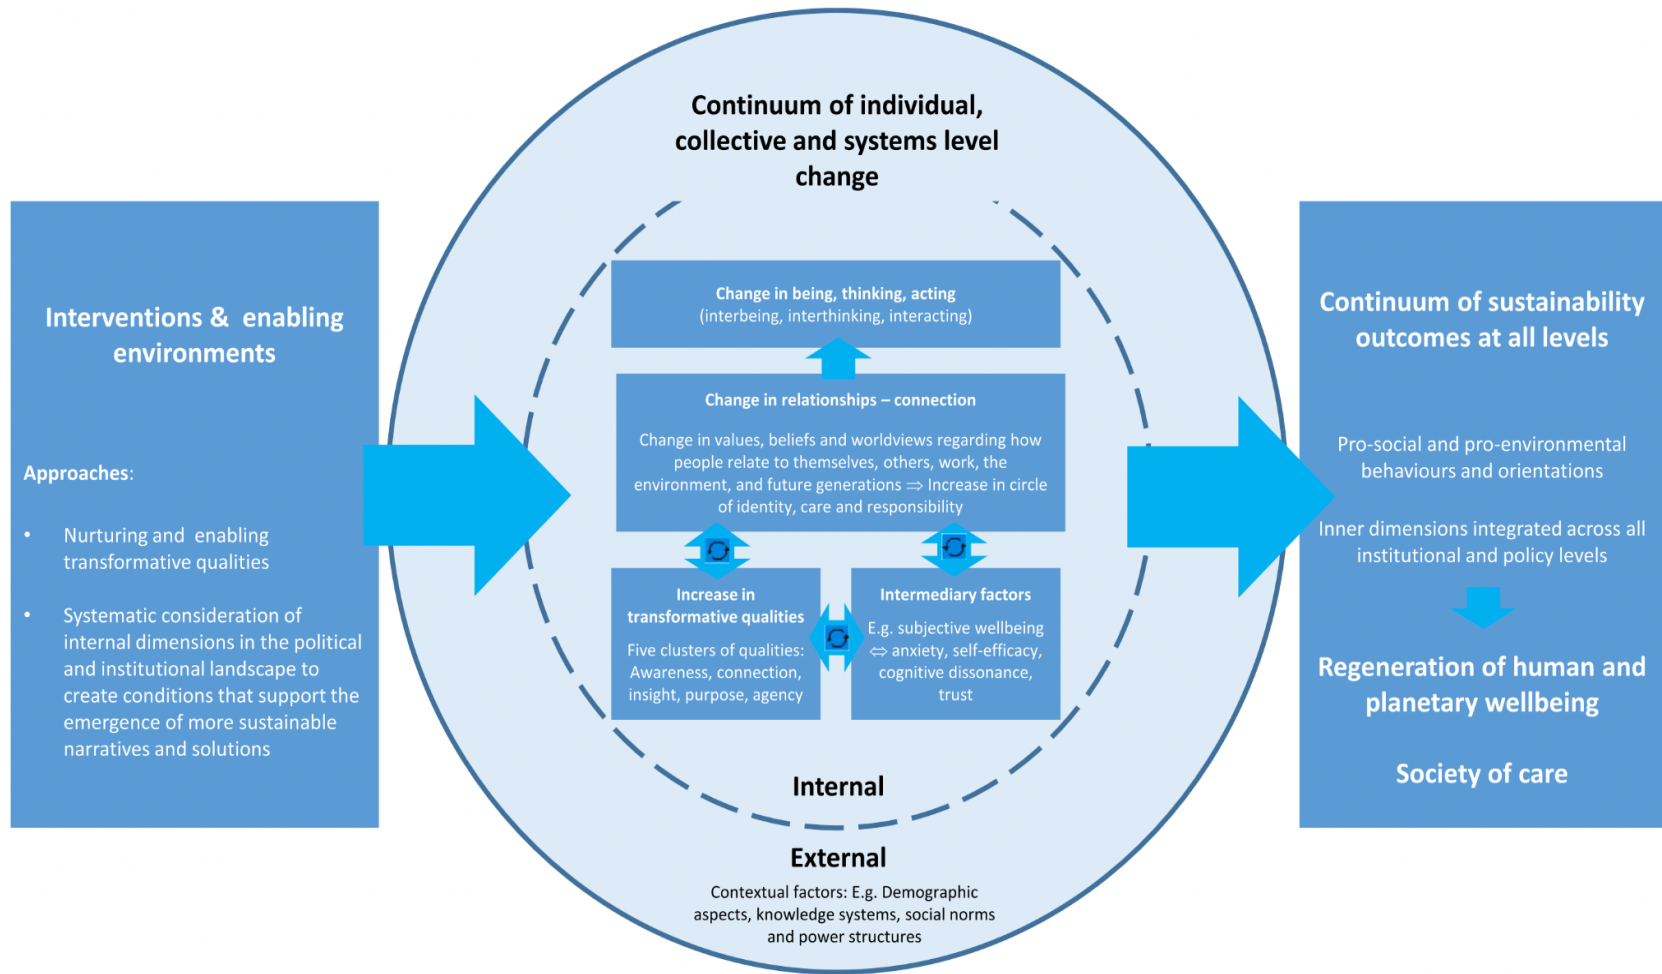 Continuum of individual,
collective and systems level
change
Interventions &  enabling
environments
Approaches:
• Nurturing and  enabling
transformative qualities
• Systematic consideration of
internal dimensions in the political
and institutional landscape to
create conditions that support the
emergence of more sustainable
narratives and solutions
Change in being, thinking, acting
(interbeing, interthinking, interacting)
Change in relationships – connection
Change in values, beliefs and worldviews regarding how
people relate to themselves, others, work, the
environment, and future generations ⇒ Increase in circle
of identity, care and responsibility
Increase in
transformative qualities
Five clusters of qualities:
Awareness, connection,
insight, purpose, agency
Intermediary factors
E.g. subjective wellbeing
⇔ anxiety, self-efficacy,
cognitive dissonance,
trust
Internal
External
Contextual factors: E.g. Demographic
aspects, knowledge systems, social norms
and power structures
Continuum of sustainability
outcomes at all levels
Pro-social and pro-environmental
behaviours and orientations
Inner dimensions integrated across all
institutional and policy levels
Regeneration of human and
planetary wellbeing
Society of care